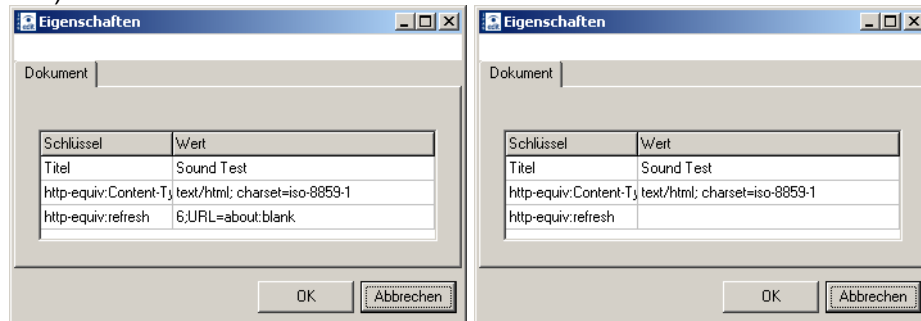 Eigenschaften
Dokument
Schlüssel Wert
Titel Sound Test
http-equiv:Content-Ty text/html; charset=iso-8859-1
http-equiv:refresh 6;URL=about:blank
OK Abbrechen
Eigenschaften
Dokument
Schlüssel Wert
Titel Sound Test
http-equiv:Content-Ty text/html; charset=iso-8859-1
http-equiv:refresh
OK Abbrechen